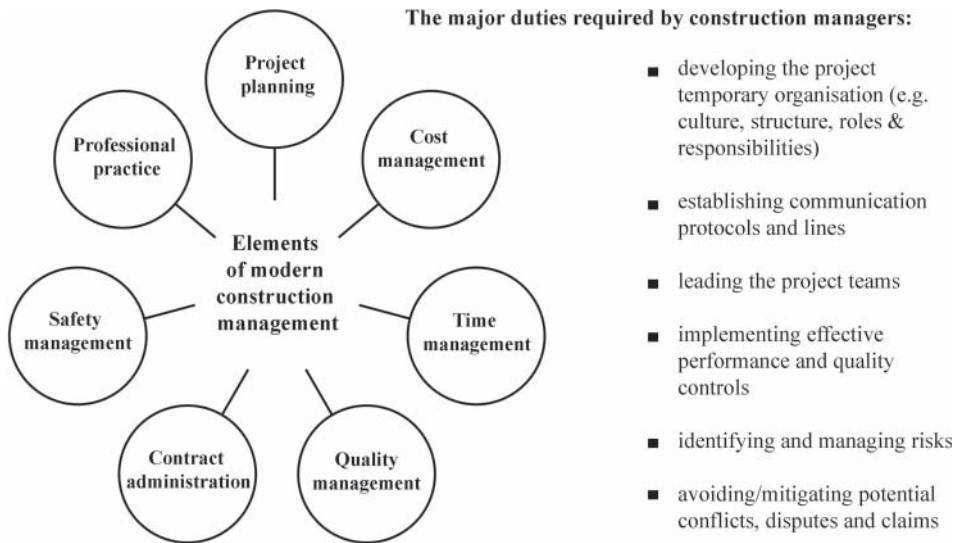 The major duties required by construction managers:
Project
planning
Cost
management
Time
management
Quality
management
Contract
administration
Safety
management
Professional
practice
Elements
of modern
construction
management
■ developing the project
temporary organisation (e.g.
culture, structure, roles &
responsibilities)
■ establishing communication
protocols and lines
■ leading the project teams
■ implementing effective
performance and quality
controls
■ identifying and managing risks
■ avoiding/mitigating potential
conflicts, disputes and claims